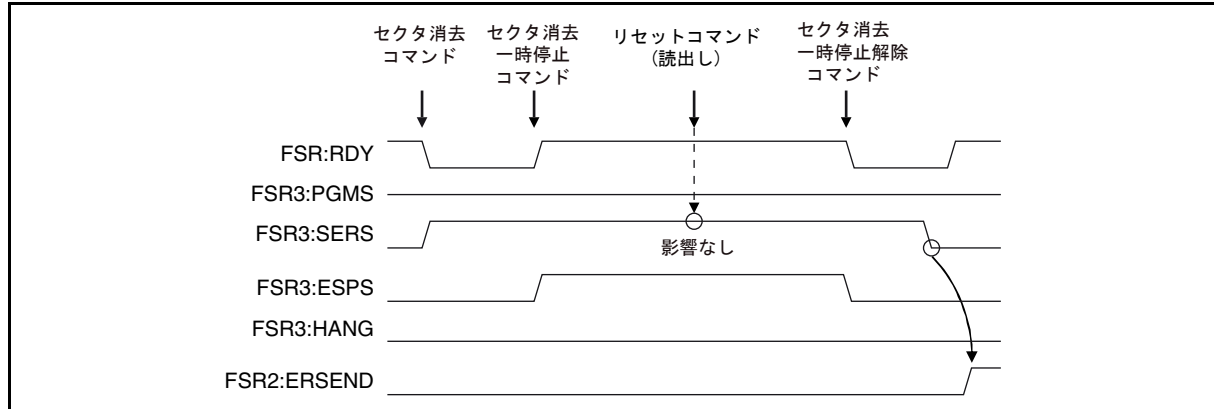 セクタ消去
コマンド
セクタ消去
一時停止
コマンド
リセットコマンド
（読出し）
セクタ消去
一時停止解除
コマンド
FSR:RDY
FSR3:PGMS
FSR3:SERS
影響なし
FSR3:ESPS
FSR3:HANG
FSR2:ERSEND